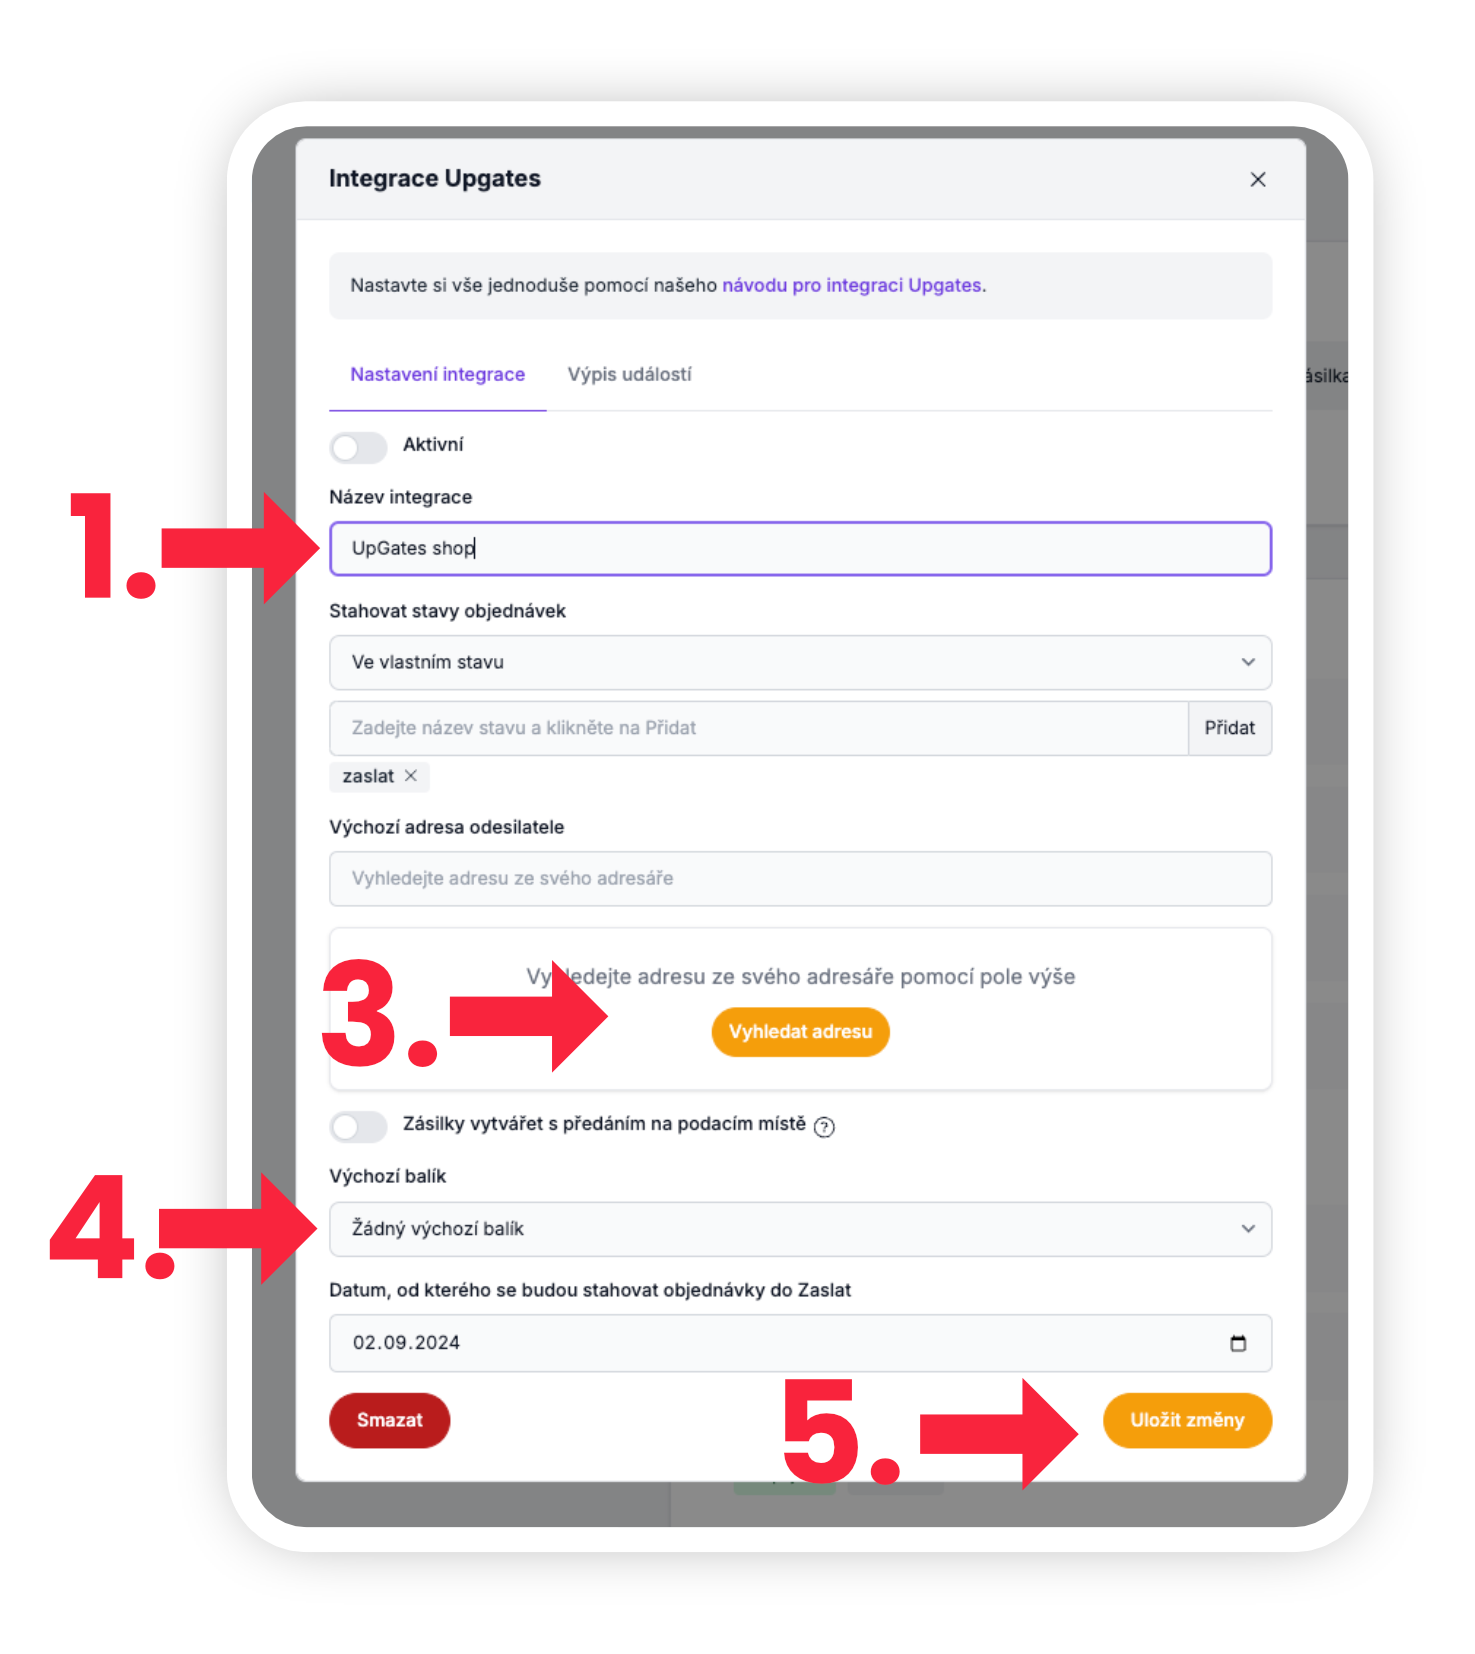 Integrace Upgates
Nastavte si vše jednoduše pomocí našeho návodu pro integraci Upgates.
Nastavení integrace Výpis událostí
Aktivní
Název integrace
1.
UpGates shop
Stahovat stavy objednávek
Ve vlastním stavu
Zadejte název stavu a klikněte na Přidat Přidat
zaslat
Výchozí adresa odesilatele
Vyhledejte adresu ze svého adresáře
Vyhledejte adresu ze svého adresáře pomocí pole výše
3.
Vyhledat adresu
Zásilky vytvářet s předáním na podacím místě ?
Výchozí balík
4.
Žádný výchozí balík
Datum, od kterého se budou stahovat objednávky do Zaslat
02.09.2024
Smazat
5.
Uložit změny